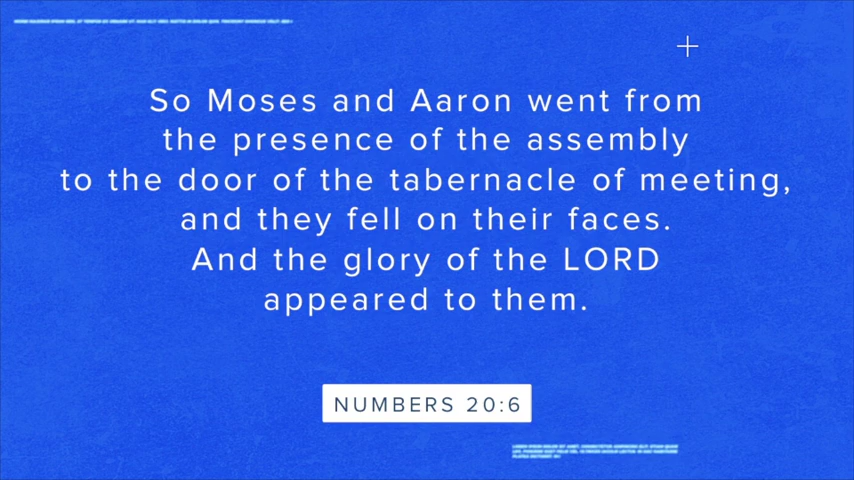 So Moses and Aaron went from
the presence of the assembly
to the door of the tabernacle of meeting,
and they fell on their faces.
And the glory of the LORD
appeared to them.
NUMBERS 20:6